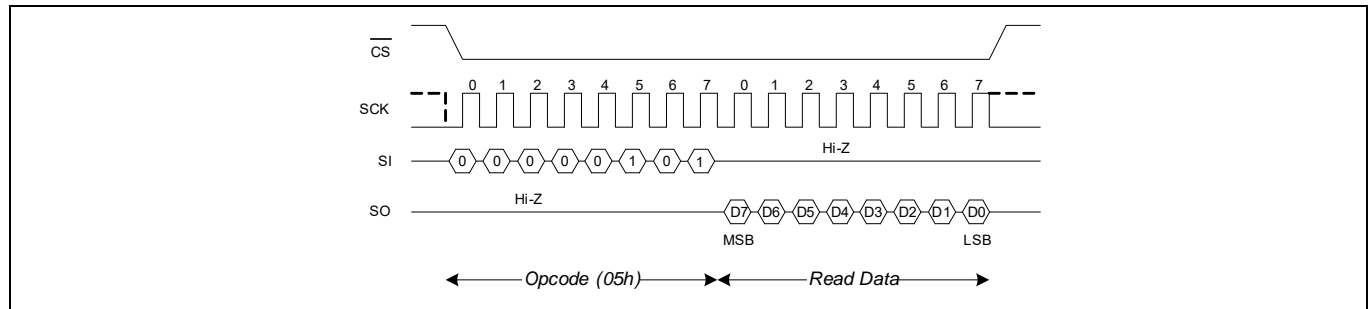 CS
0 1 2 3 4 5 6 7 0 1 2 3 4 5 6 7
SCK
Hi-Z
SI 0 0 0 0 0 1 0 1
Hi-Z
SO D7 D6 D5 D4 D3 D2 D1 D0
MSB LSB
Opcode (05h) Read Data